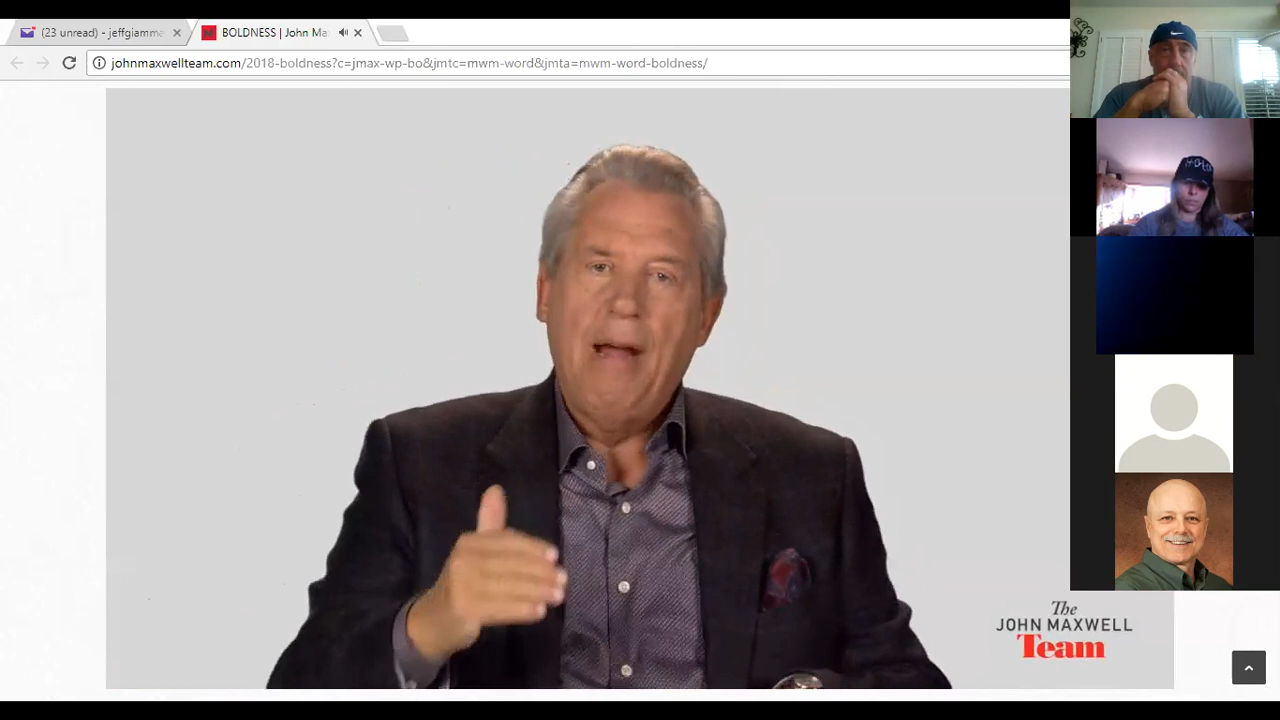 (23 unread) - jeffgiamma
BOLDNESS | John Ma
johnmaxwellteam.com/2018-boldness?c=jmax-wp-bo&jmtc=mwm-word&jmta=mwm-word-boldness/
The
JOHN MAXWELL
Team